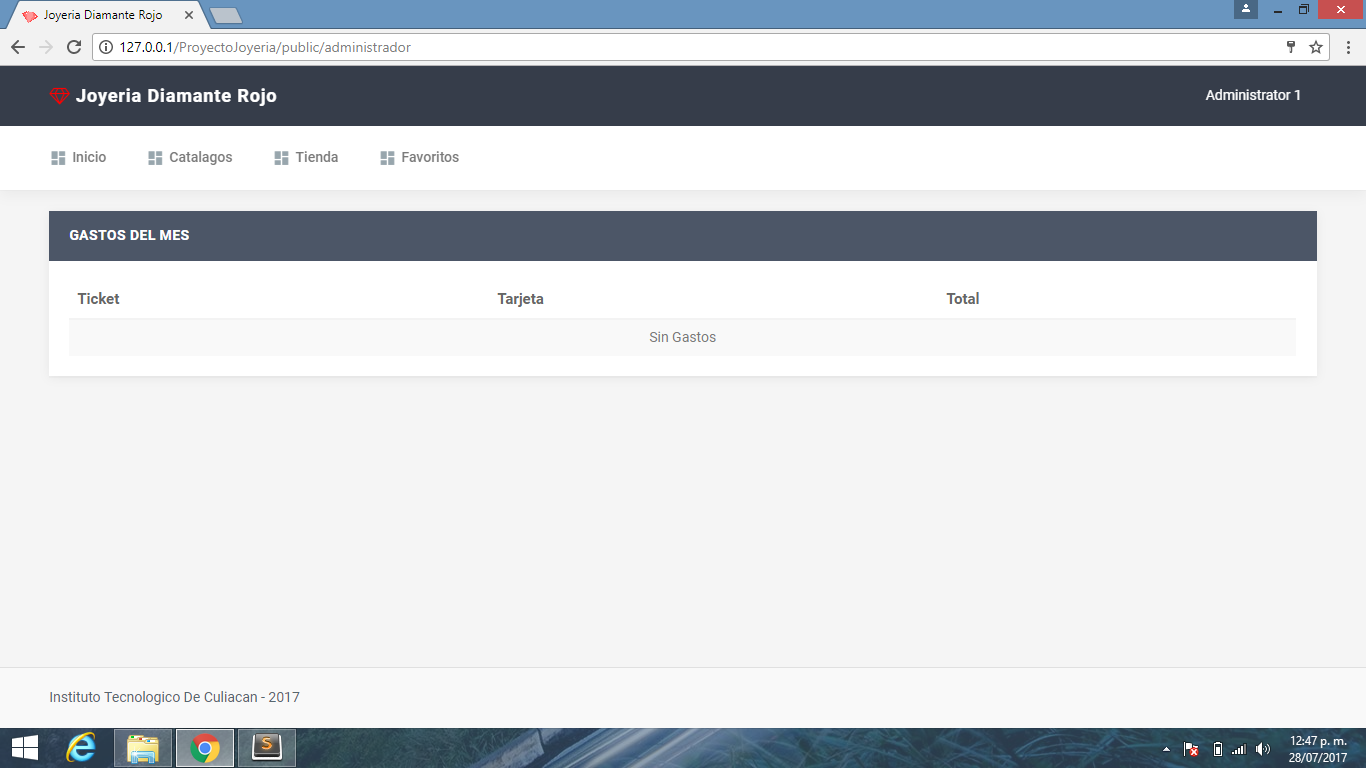 Joyeria Diamante Rojo
127.0.0.1/ProyectoJoyeria/public/administrador
Joyeria Diamante Rojo
Administrator 1
Inicio
Catalagos
Tienda
Favoritos
GASTOS DEL MES
Ticket
Tarjeta
Total
Sin Gastos
Instituto Tecnologico De Culiacan - 2017
12:47 p. m.
28/07/2017